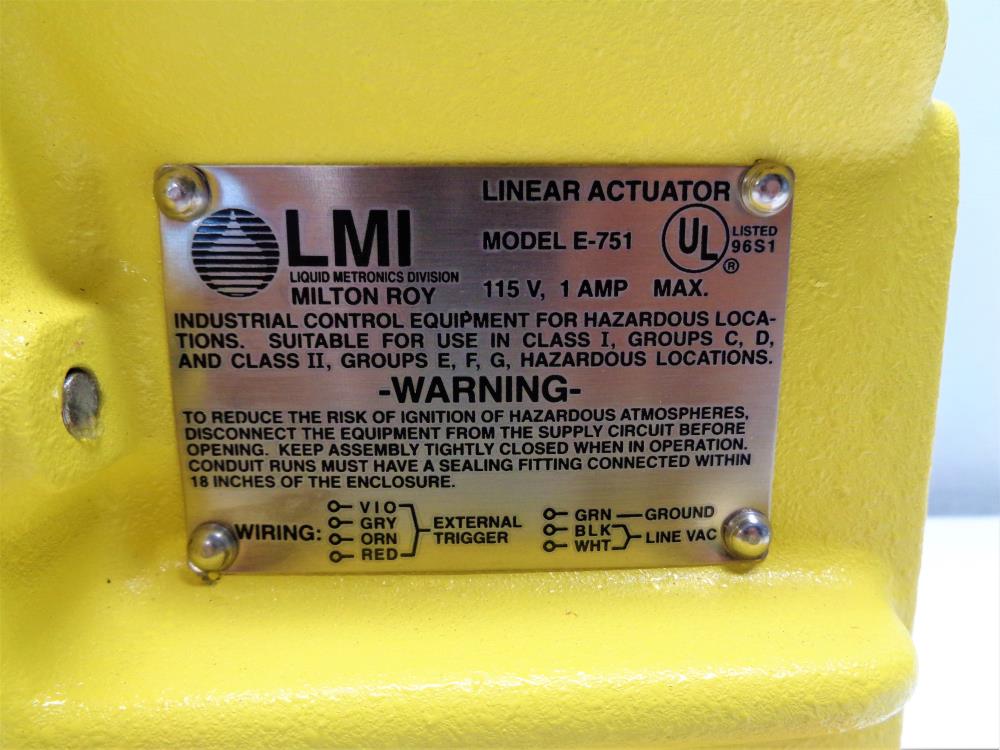 LINEAR ACTUATOR
LMI
MODEL E-751
UL
®
LISTED
96S1
LIQUID METRONICS DIVISION
MILTON ROY
115 V, 1 AMP MAX.
INDUSTRIAL CONTROL EQUIPMENT FOR HAZARDOUS LOCA-
TIONS. SUITABLE FOR USE IN CLASS I, GROUPS C, D,
AND CLASS II, GROUPS E, F, G, HAZARDOUS LOCATIONS.
-WARNING-
TO REDUCE THE RISK OF IGNITION OF HAZARDOUS ATMOSPHERES,
DISCONNECT THE EQUIPMENT FROM THE SUPPLY CIRCUIT BEFORE
OPENING. KEEP ASSEMBLY TIGHTLY CLOSED WHEN IN OPERATION.
CONDUIT RUNS MUST HAVE A SEALING FITTING CONNECTED WITHIN
18 INCHES OF THE ENCLOSURE.
WIRING:
VIO
GRY
ORN
RED
EXTERNAL
TRIGGER
GRN GROUND
BLK
WHT
LINE VAC